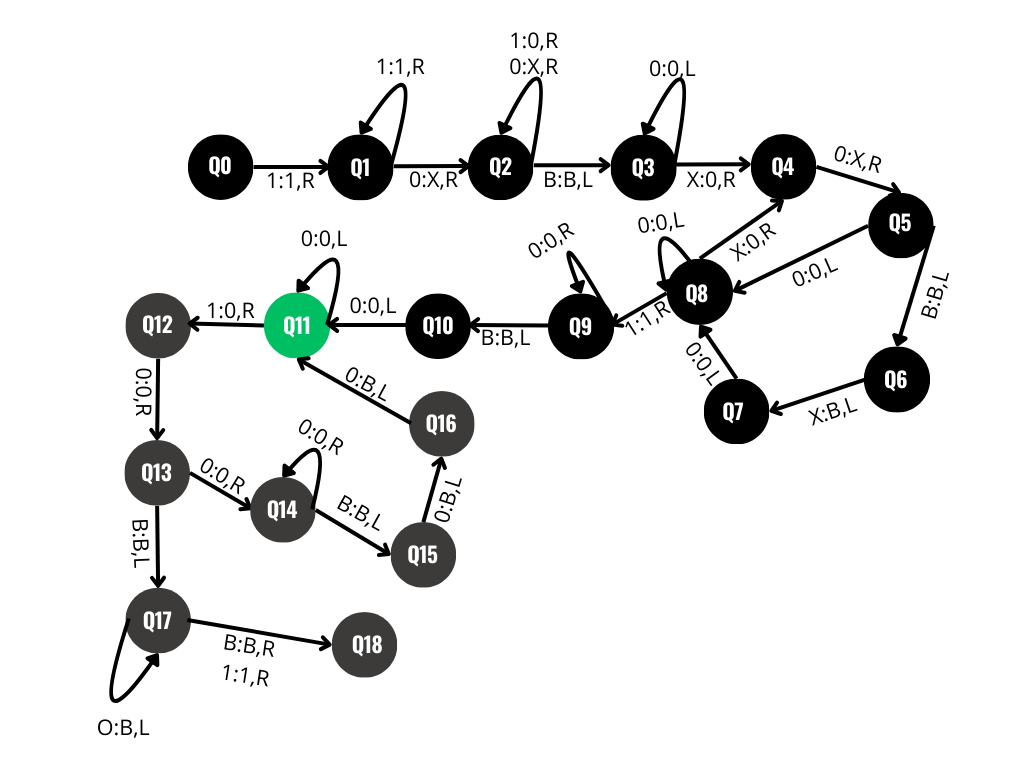 1:0,R
1:1,R
0:X,R
0:0,L
Q0
Q1
Q2
Q3
Q4
1:1,R
0:X,R
B:B,L
X:0,R
0:X,R
Q5
0:0,L
0:0,R
0:0,L
X:0,R
0:0,L
B:B,L
Q12
1:0,R
Q11
0:0,L
Q10
B:B,L
Q9
1:1,R
Q8
0:0,L
Q7
X:B,L
Q6
0:0,R
0:B,L
Q16
Q13
0:0,R
0:0,R
Q14
B:B,L
Q15
0:B,L
B:B,L
Q17
B:B,R
1:1,R
Q18
O:B,L